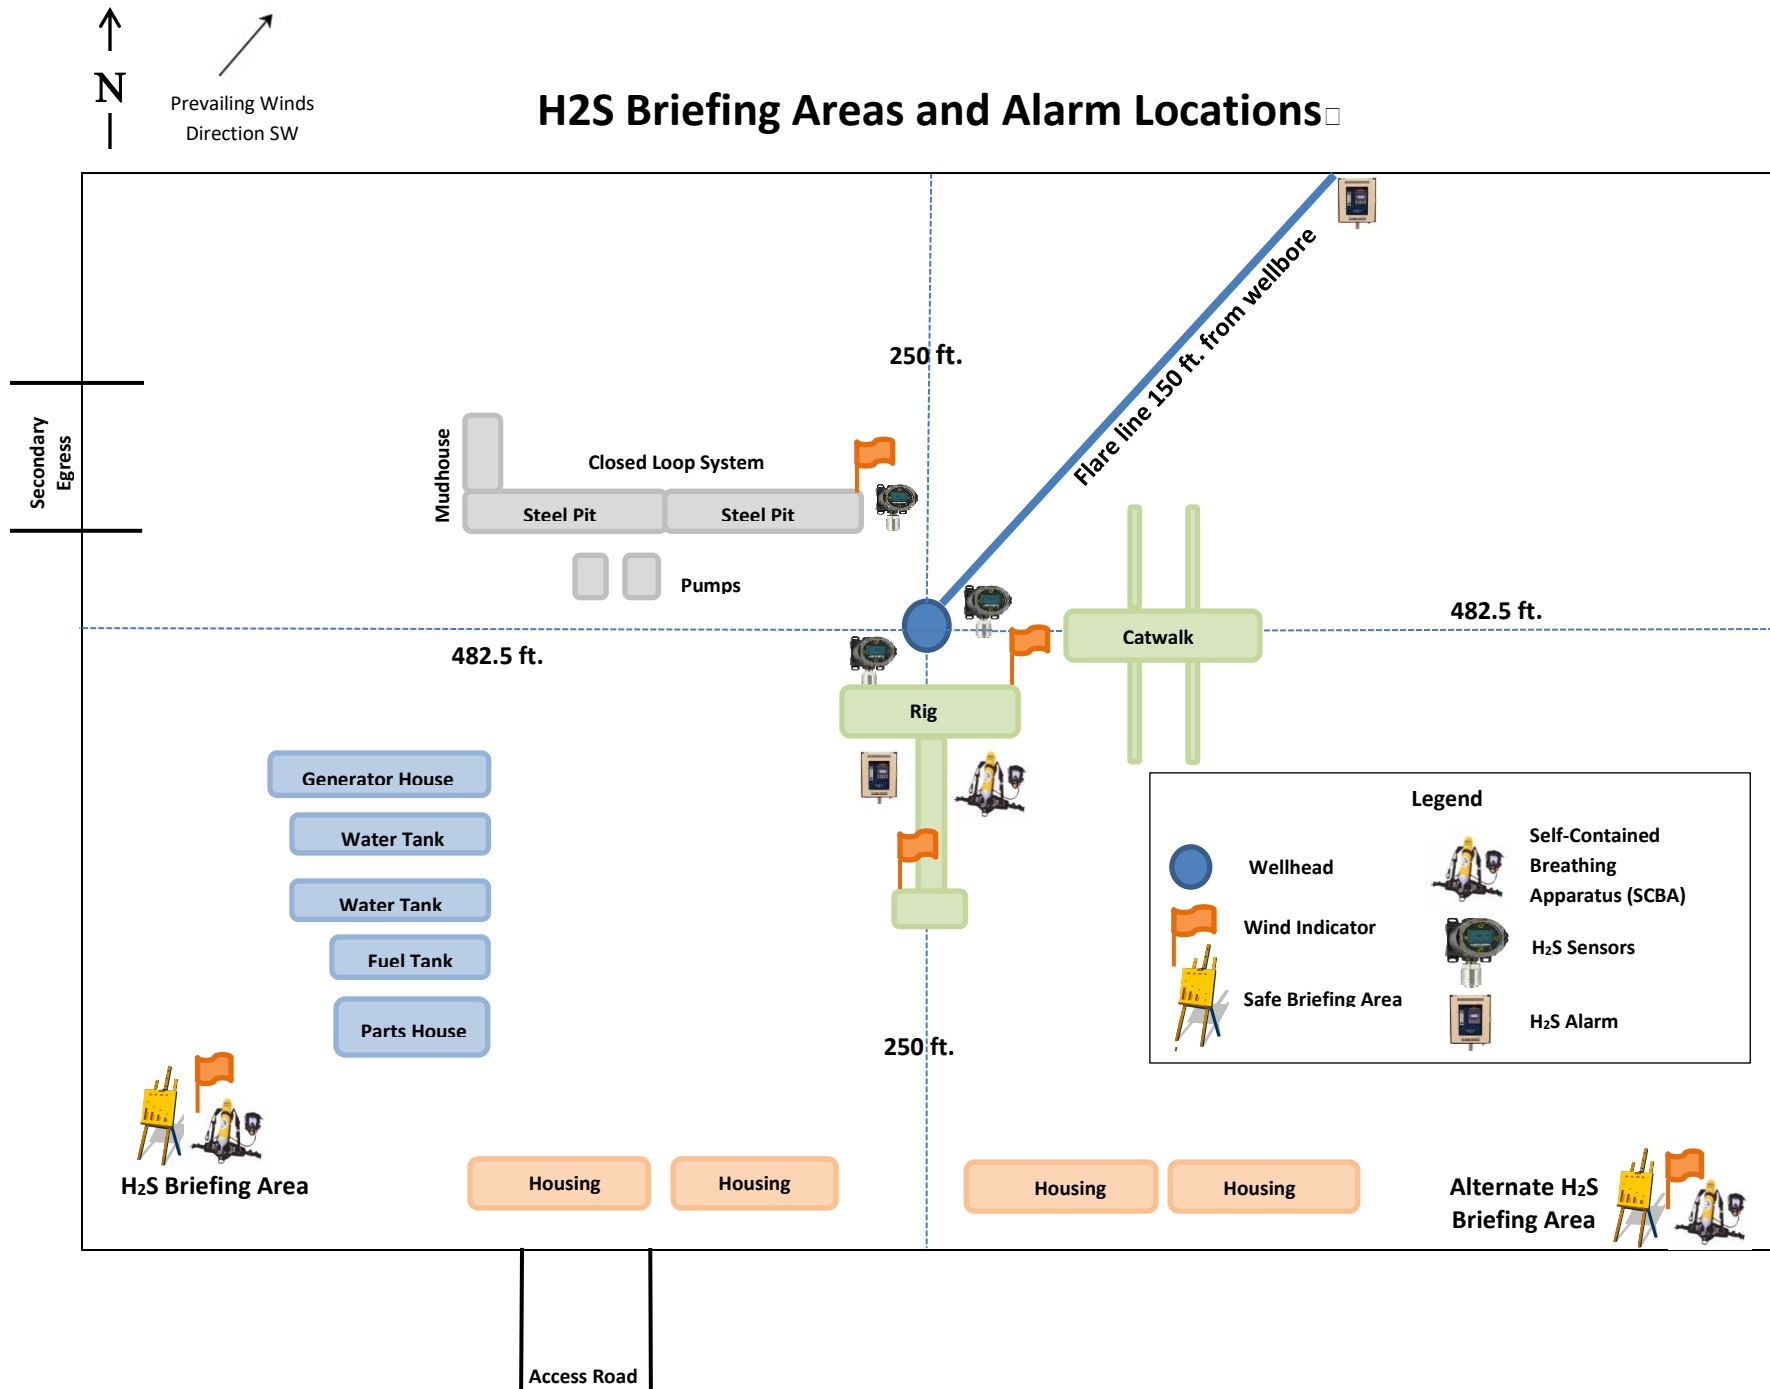 N
Prevailing Winds
Direction SW
H2S Briefing Areas and Alarm Locations□
250 ft.
Flare line 150 ft. from wellbore
Secondary
Egress
Mudhouse
Closed Loop System
Steel Pit
Steel Pit
Pumps
482.5 ft.
482.5 ft.
Catwalk
Rig
Generator House
Water Tank
Water Tank
Fuel Tank
Parts House
250 ft.
Legend
Wellhead
Wind Indicator
Safe Briefing Area
Self-Contained
Breathing
Apparatus (SCBA)
H₂S Sensors
H₂S Alarm
H₂S Briefing Area
Housing
Housing
Housing
Housing
Alternate H₂S
Briefing Area
Access Road